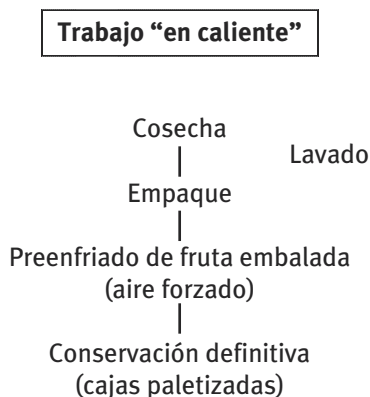 Trabajo “en caliente”
Cosecha
Lavado
Empaque
Preenfriado de fruta embalada
(aire forzado)
Conservación definitiva
(cajas paletizadas)